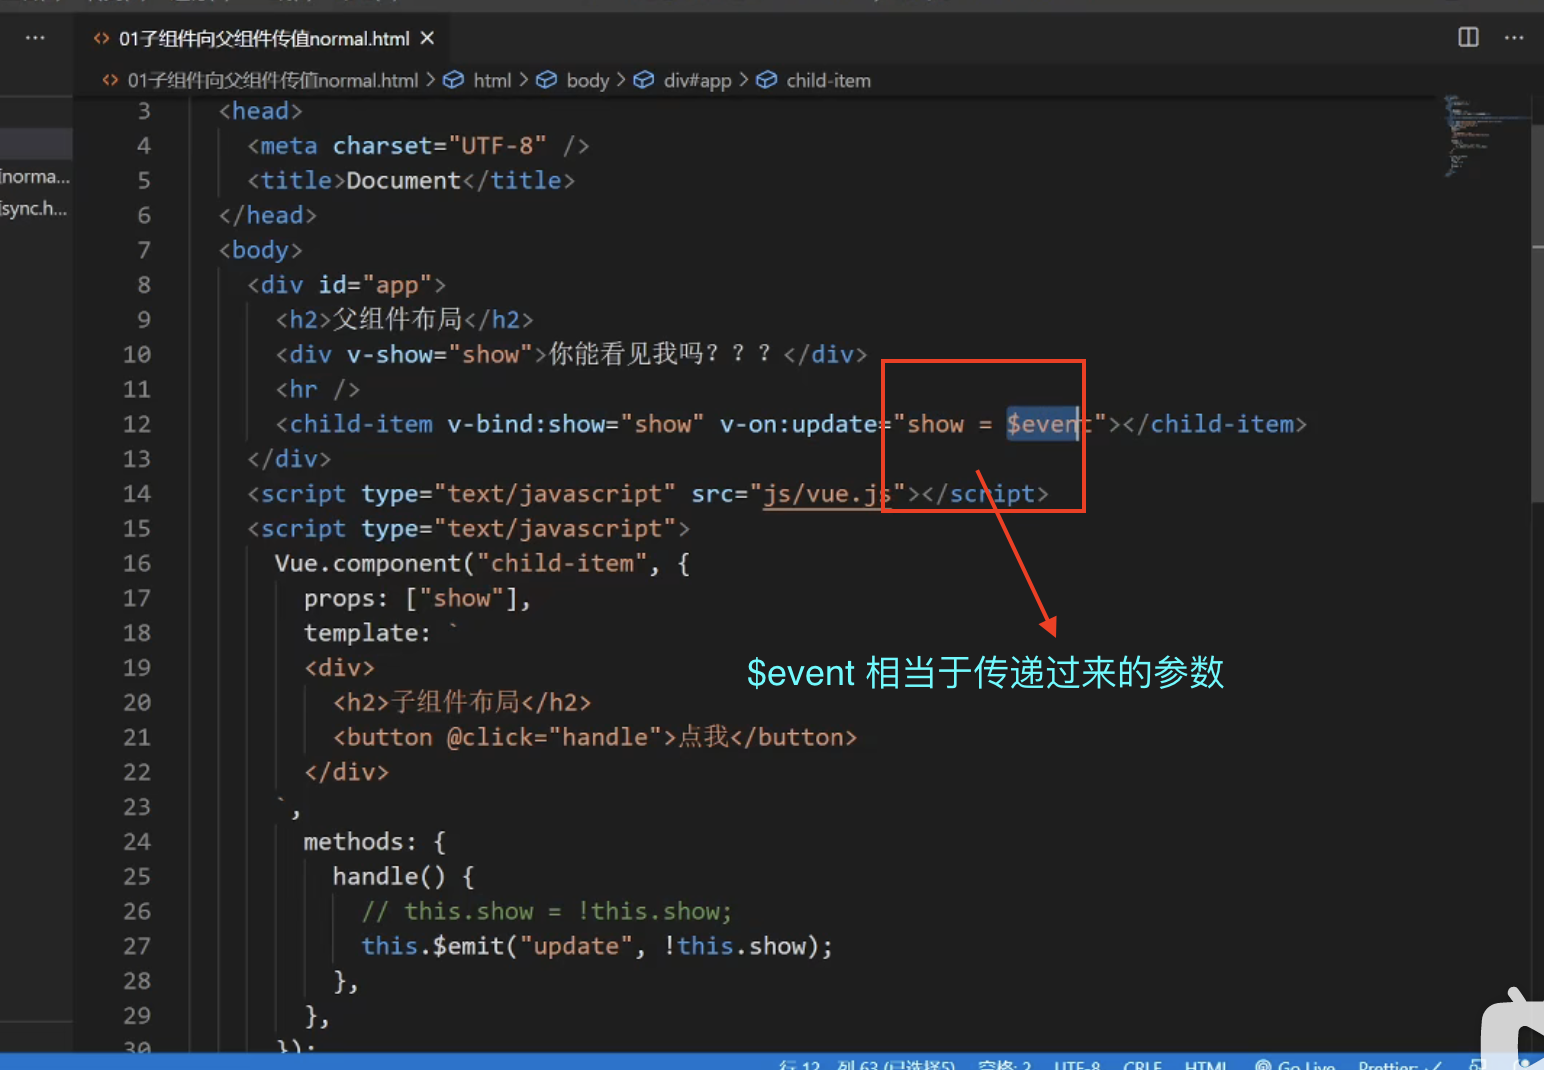 01子组件向父组件传值normal.html
01子组件向父组件传值normal.html > html > body > div#app > child-item
norma...
sync.h...
3 <head>
4 <meta charset="UTF-8" />
5 <title>Document</title>
6 </head>
7 <body>
8 <div id="app">
9 <h2>父组件布局</h2>
10 <div v-show="show">你能看见我吗？？？</div>
11 <hr />
12 <child-item v-bind:show="show" v-on:update="show = $event"></child-item>
13 </div>
14 <script type="text/javascript" src="js/vue.js"></script>
15 <script type="text/javascript">
16 Vue.component("child-item", {
17 props: ["show"],
18 template: `
19 <div>
20 <h2>子组件布局</h2>
21 <button @click="handle">点我</button>
22 </div>
23 `,
24 methods: {
25 handle() {
26 // this.show = !this.show;
27 this.$emit("update", !this.show);
28 },
29 },
30 });
$event 相当于传递过来的参数
行 12，列 63 (已选择5) 空格: 2 UTF-8 CRLF HTML Go Live Prettier: ✓